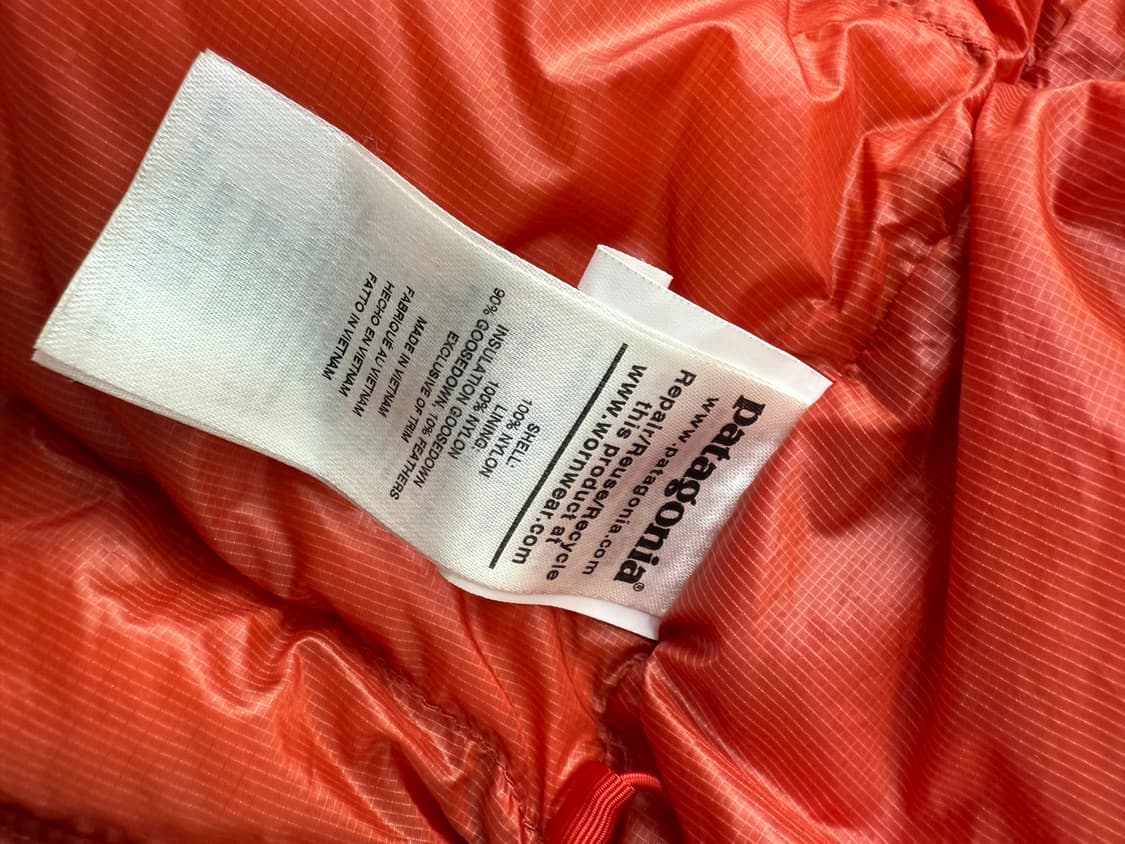 patagonia®
www.patagonia.com
Repair/Reuse/Recycle
this product at
www.wornwear.com
SHELL:
100% NYLON
LINING:
100% NYLON
INSULATION GOOSEDOWN
90% GOOSEDOWN, 10% FEATHERS
EXCLUSIVE OF TRIM
MADE IN VIETNAM
FABRIQUÉ AU VIETNAM
HECHO EN VIETNAM
FATTO IN VIETNAM